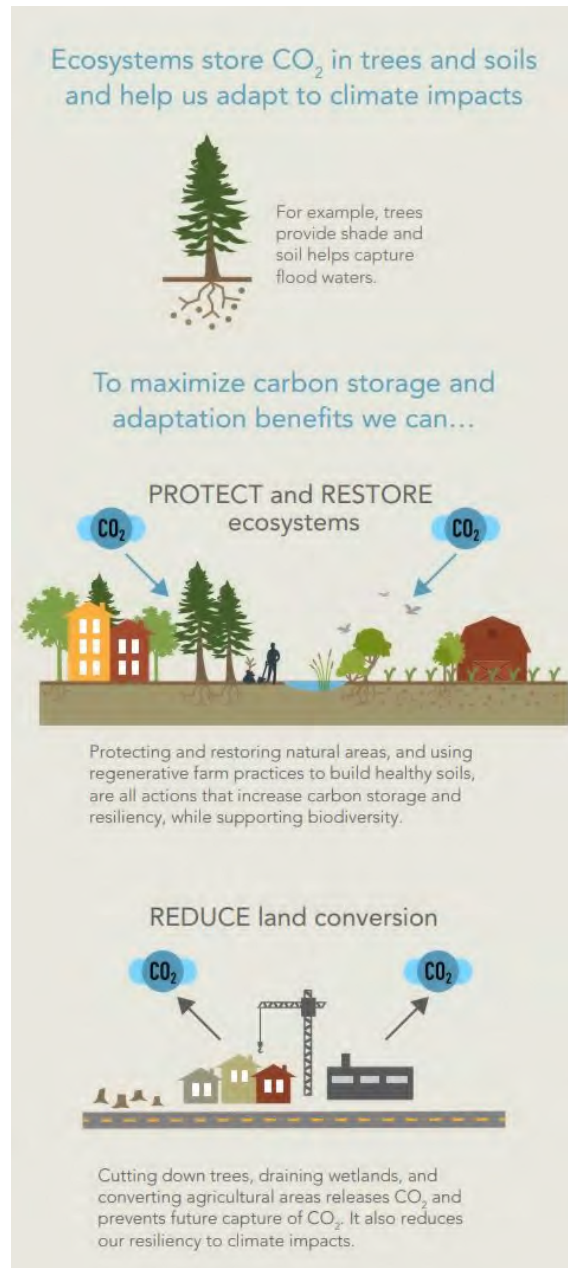 Ecosystems store CO₂ in trees and soils
and help us adapt to climate impacts
For example, trees
provide shade and
soil helps capture
flood waters.
To maximize carbon storage and
adaptation benefits we can…
PROTECT and RESTORE
ecosystems
CO₂
CO₂
Protecting and restoring natural areas, and using
regenerative farm practices to build healthy soils,
are all actions that increase carbon storage and
resiliency, while supporting biodiversity.
REDUCE land conversion
CO₂
CO₂
Cutting down trees, draining wetlands, and
converting agricultural areas releases CO₂ and
prevents future capture of CO₂. It also reduces
our resiliency to climate impacts.